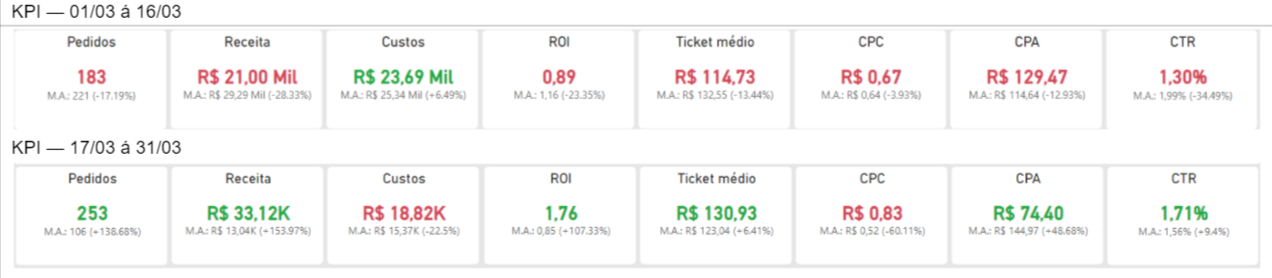 KPI — 01/03 á 16/03
Pedidos Receita Custos ROI Ticket médio CPC CPA CTR
183 R$ 21,00 Mil R$ 23,69 Mil 0,89 R$ 114,73 R$ 0,67 R$ 129,47 1,30%
M.A.: 221 (-17.19%) M.A.: R$ 29,29 Mil (-28.33%) M.A.: R$ 25,34 Mil (+6.49%) M.A.: 1,16 (-23.35%) M.A.: R$ 132,55 (-13.44%) M.A.: R$ 0,64 (-3.93%) M.A.: R$ 114,64 (-12.93%) M.A.: 1,99% (-34.49%)
KPI — 17/03 á 31/03
Pedidos Receita Custos ROI Ticket médio CPC CPA CTR
253 R$ 33,12K R$ 18,82K 1,76 R$ 130,93 R$ 0,83 R$ 74,40 1,71%
M.A.: 106 (+138.68%) M.A.: R$ 13,04K (+153.97%) M.A.: R$ 15,37K (-22.5%) M.A.: 0,85 (+107.33%) M.A.: R$ 123,04 (+6.41%) M.A.: R$ 0,52 (-60.11%) M.A.: R$ 144,97 (+48.68%) M.A.: 1,56% (+9.4%)